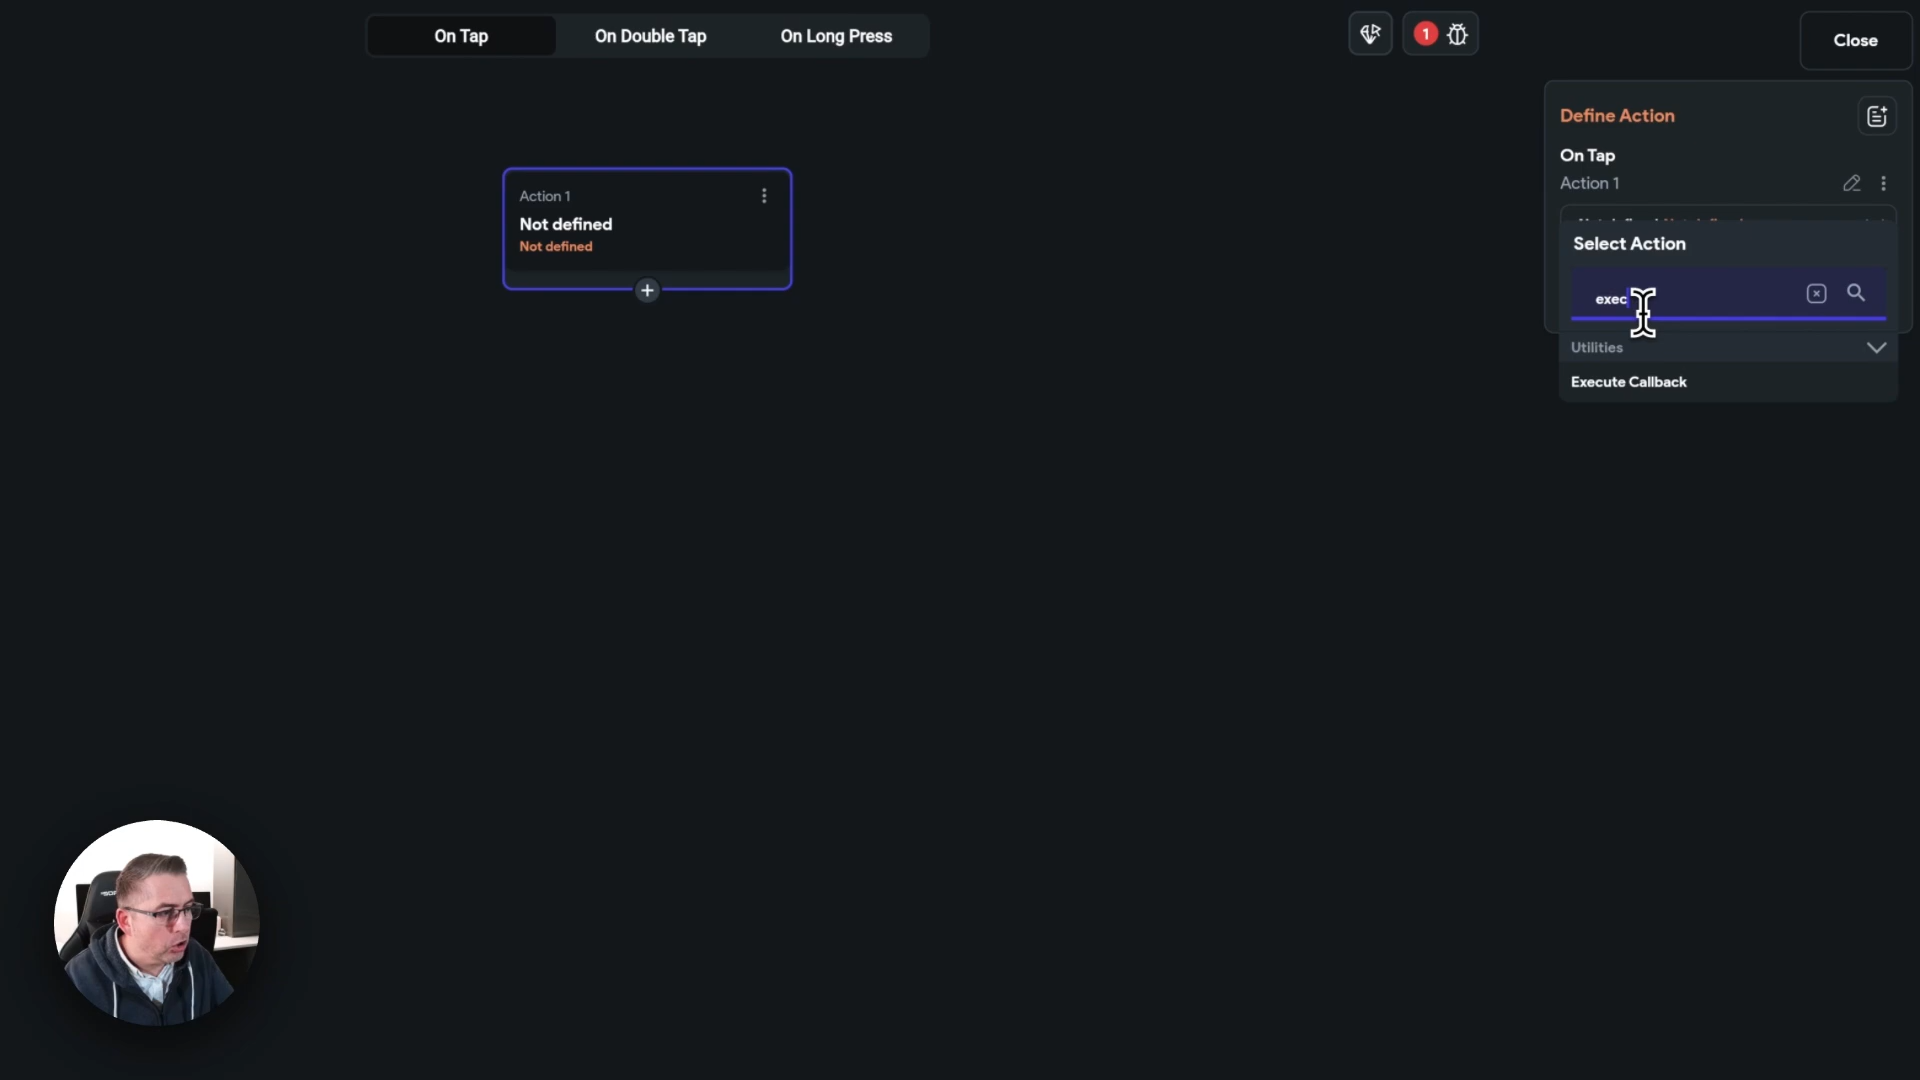 On Tap
On Double Tap
On Long Press
1
Close
Define Action
On Tap
Action 1
Action 1
Not defined
Not defined
Select Action
exec
Utilities
Execute Callback